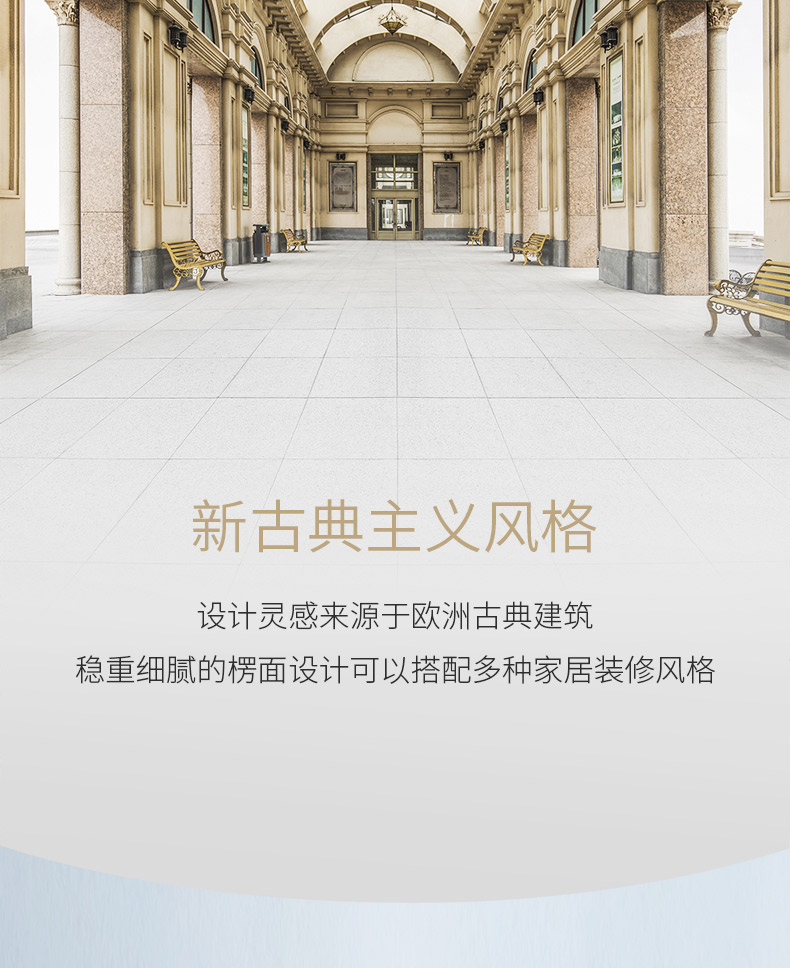 新古典主义风格
设计灵感来源于欧洲古典建筑
稳重细腻的楞面设计可以搭配多种家居装修风格